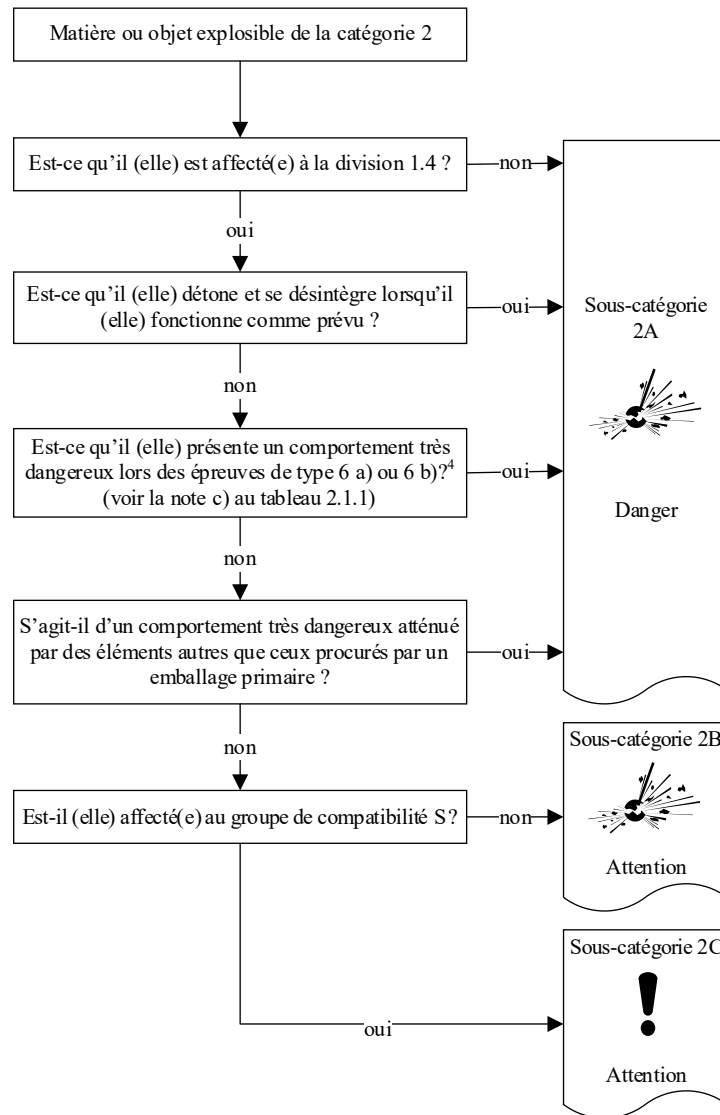 Matière ou objet explosible de la catégorie 2
Est-ce qu'il (elle) est affecté(e) à la division 1.4 ?
non
oui
Est-ce qu'il (elle) détone et se désintègre lorsqu'il
(elle) fonctionne comme prévu ?
oui
Sous-catégorie
2A
non
Est-ce qu'il (elle) présente un comportement très
dangereux lors des épreuves de type 6 a) ou 6 b)?⁴
(voir la note c) au tableau 2.1.1)
oui
Danger
non
S'agit-il d'un comportement très dangereux atténué
par des éléments autres que ceux procurés par un
emballage primaire ?
oui
non
Sous-catégorie 2B
Est-il (elle) affecté(e) au groupe de compatibilité S?
non
Attention
Sous-catégorie 2C
oui
Attention